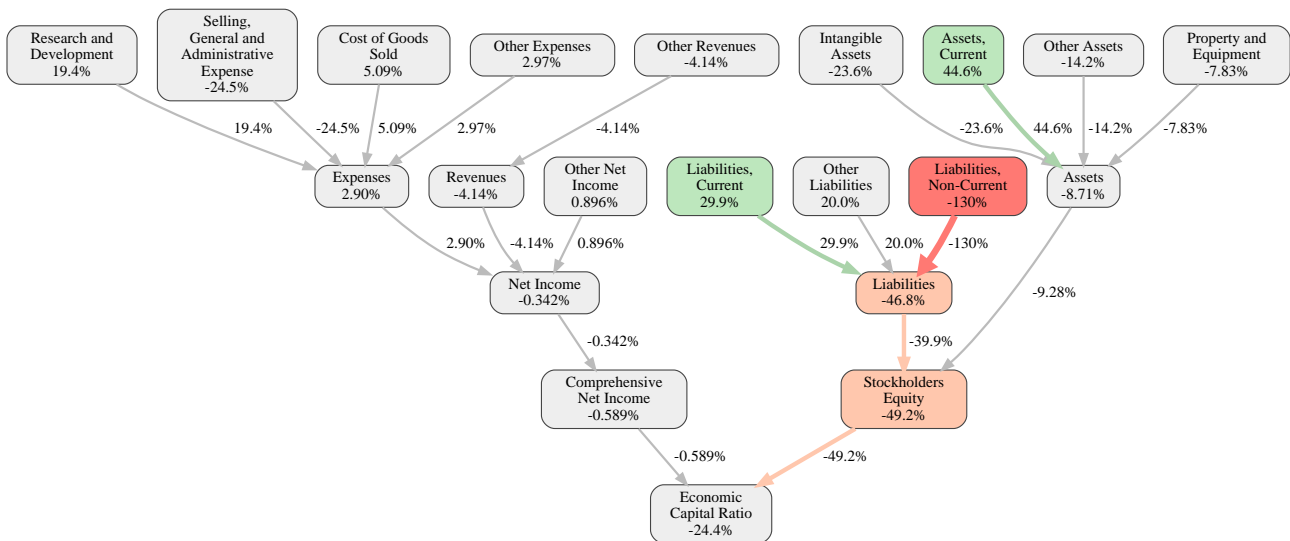 Research and
Development
19.4%
Selling,
General and
Administrative
Expense
-24.5%
Cost of Goods
Sold
5.09%
Other Expenses
2.97%
Other Revenues
-4.14%
Intangible
Assets
-23.6%
Assets,
Current
44.6%
Other Assets
-14.2%
Property and
Equipment
-7.83%
19.4%
-24.5%
5.09%
2.97%
-4.14%
-23.6%
44.6%
-14.2%
-7.83%
Expenses
2.90%
Revenues
-4.14%
Other Net
Income
0.896%
Liabilities,
Current
29.9%
Other
Liabilities
20.0%
Liabilities,
Non-Current
-130%
Assets
-8.71%
2.90%
-4.14%
0.896%
29.9%
20.0%
-130%
Net Income
-0.342%
Liabilities
-46.8%
-9.28%
-0.342%
-39.9%
Comprehensive
Net Income
-0.589%
Stockholders
Equity
-49.2%
-0.589%
-49.2%
Economic
Capital Ratio
-24.4%